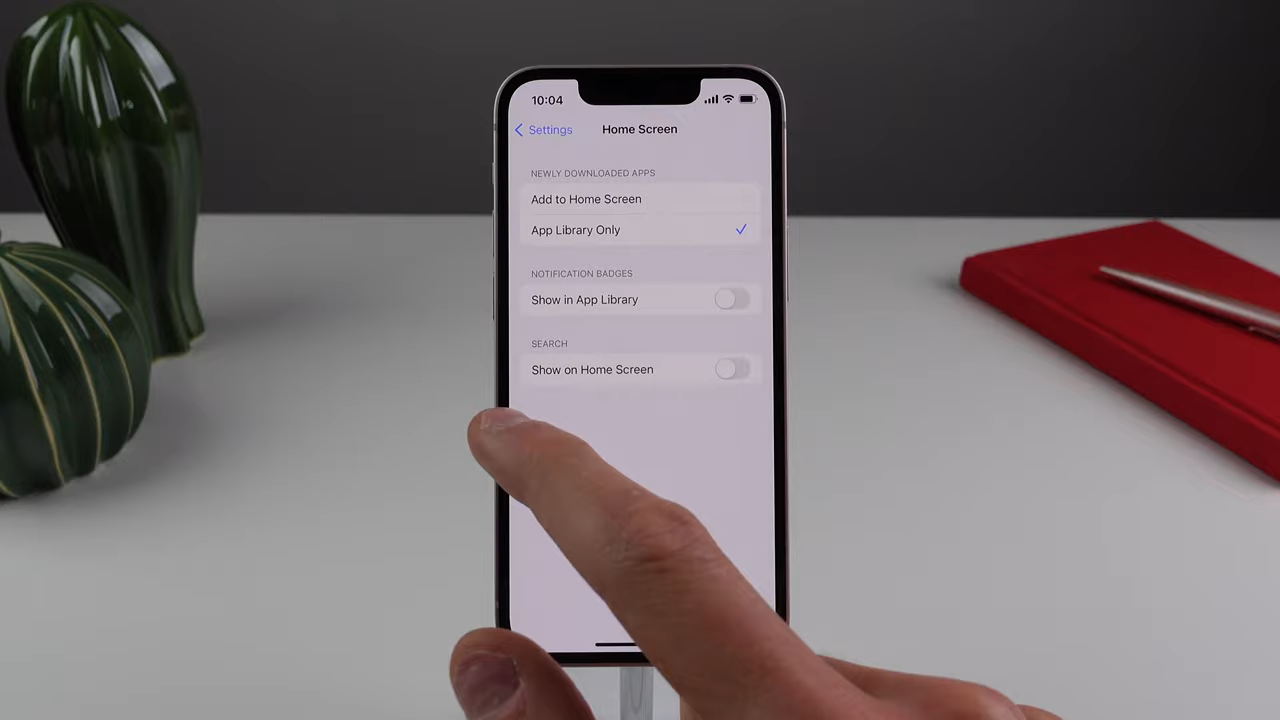 10:04
Settings
Home Screen
NEWLY DOWNLOADED APPS
Add to Home Screen
App Library Only
NOTIFICATION BADGES
Show in App Library
SEARCH
Show on Home Screen